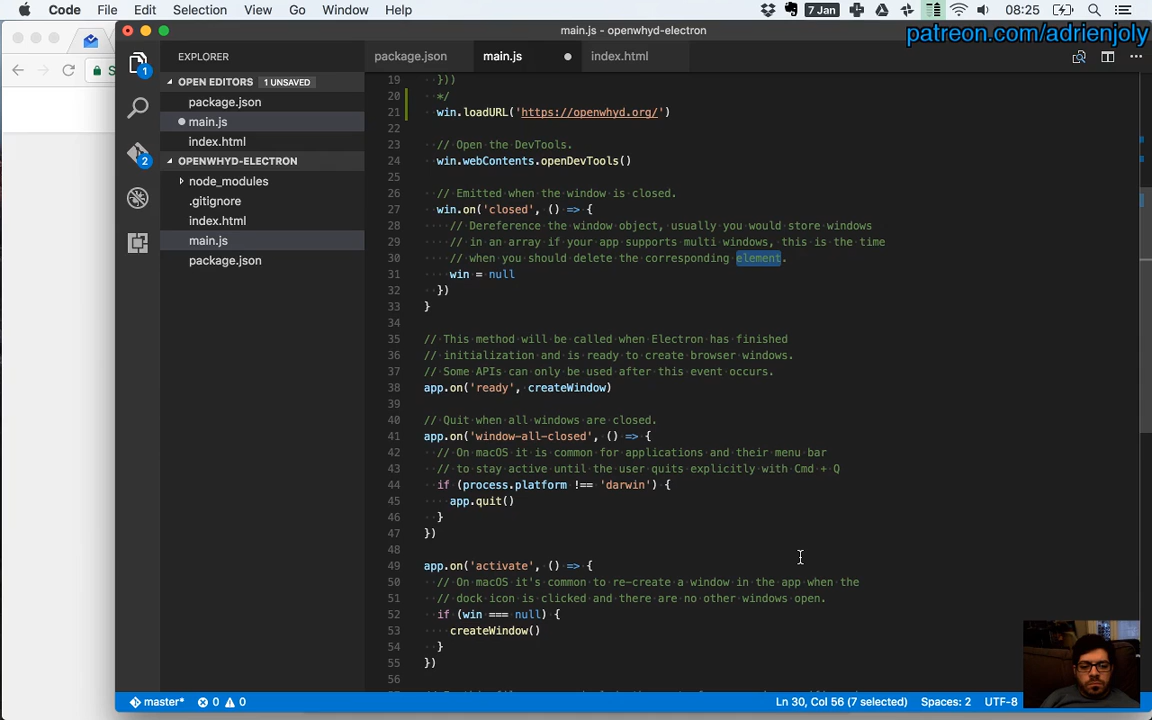 Code File Edit Selection View Go Window Help 7 Jan 08:25
main.js - openwhyd-electron
patreon.com/adrienjoly
EXPLORER
package.json main.js index.html
OPEN EDITORS 1 UNSAVED
package.json
main.js
index.html
OPENWHYD-ELECTRON
node_modules
.gitignore
index.html
main.js
package.json
1
2
19 }))
20 */
21 win.loadURL('https://openwhyd.org/')
22
23 // Open the DevTools.
24 win.webContents.openDevTools()
25
26 // Emitted when the window is closed.
27 win.on('closed', () => {
28 // Dereference the window object, usually you would store windows
29 // in an array if your app supports multi windows, this is the time
30 // when you should delete the corresponding element.
31 win = null
32 })
33 }
34
35 // This method will be called when Electron has finished
36 // initialization and is ready to create browser windows.
37 // Some APIs can only be used after this event occurs.
38 app.on('ready', createWindow)
39
40 // Quit when all windows are closed.
41 app.on('window-all-closed', () => {
42 // On macOS it is common for applications and their menu bar
43 // to stay active until the user quits explicitly with Cmd + Q
44 if (process.platform !== 'darwin') {
45 app.quit()
46 }
47 })
48
49 app.on('activate', () => {
50 // On macOS it's common to re-create a window in the app when the
51 // dock icon is clicked and there are no other windows open.
52 if (win === null) {
53 createWindow()
54 }
55 })
56
master* 0 0 Ln 30, Col 56 (7 selected) Spaces: 2 UTF-8